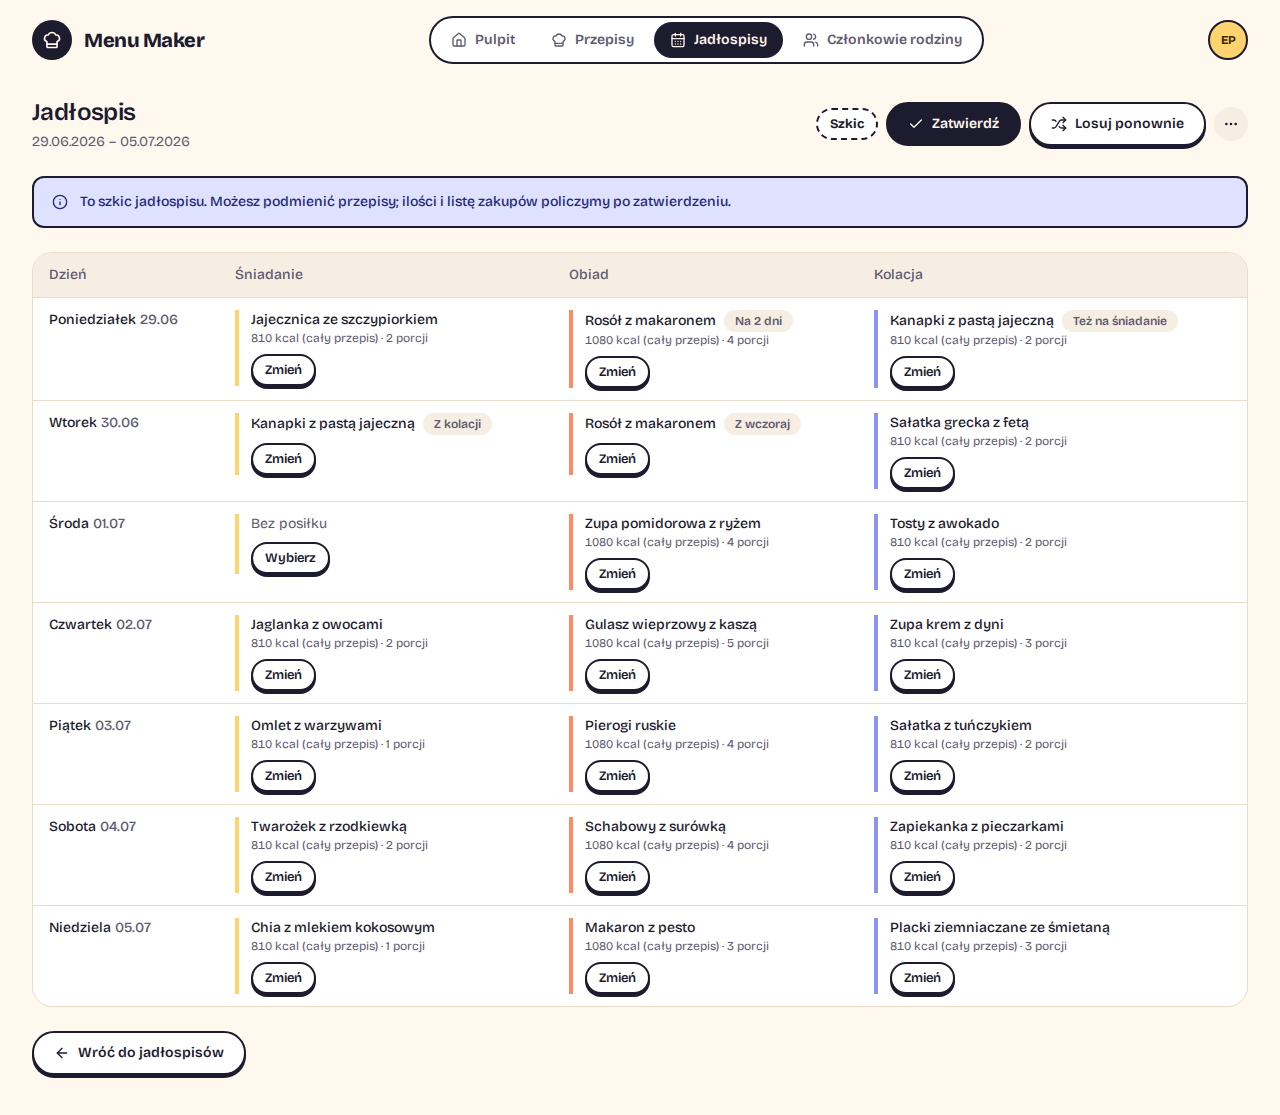 Menu Maker
Pulpit
Przepisy
Jadłospisy
Członkowie rodziny
EP
Jadłospis
29.06.2026 – 05.07.2026
Szkic
Zatwierdź
Losuj ponownie
To szkic jadłospisu. Możesz podmienić przepisy; ilości i listę zakupów policzymy po zatwierdzeniu.
Dzień Śniadanie Obiad Kolacja
Poniedziałek 29.06
Jajecznica ze szczypiorkiem
810 kcal (cały przepis) · 2 porcji
Zmień
Rosół z makaronem Na 2 dni
1080 kcal (cały przepis) · 4 porcji
Zmień
Kanapki z pastą jajeczną Też na śniadanie
810 kcal (cały przepis) · 2 porcji
Zmień
Wtorek 30.06
Kanapki z pastą jajeczną Z kolacji
Zmień
Rosół z makaronem Z wczoraj
Zmień
Sałatka grecka z fetą
810 kcal (cały przepis) · 2 porcji
Zmień
Środa 01.07
Bez posiłku
Wybierz
Zupa pomidorowa z ryżem
1080 kcal (cały przepis) · 4 porcji
Zmień
Tosty z awokado
810 kcal (cały przepis) · 2 porcji
Zmień
Czwartek 02.07
Jaglanka z owocami
810 kcal (cały przepis) · 2 porcji
Zmień
Gulasz wieprzowy z kaszą
1080 kcal (cały przepis) · 5 porcji
Zmień
Zupa krem z dyni
810 kcal (cały przepis) · 3 porcji
Zmień
Piątek 03.07
Omlet z warzywami
810 kcal (cały przepis) · 1 porcji
Zmień
Pierogi ruskie
1080 kcal (cały przepis) · 4 porcji
Zmień
Sałatka z tuńczykiem
810 kcal (cały przepis) · 2 porcji
Zmień
Sobota 04.07
Twarożek z rzodkiewką
810 kcal (cały przepis) · 2 porcji
Zmień
Schabowy z surówką
1080 kcal (cały przepis) · 4 porcji
Zmień
Zapiekanka z pieczarkami
810 kcal (cały przepis) · 2 porcji
Zmień
Niedziela 05.07
Chia z mlekiem kokosowym
810 kcal (cały przepis) · 1 porcji
Zmień
Makaron z pesto
1080 kcal (cały przepis) · 3 porcji
Zmień
Placki ziemniaczane ze śmietaną
810 kcal (cały przepis) · 3 porcji
Zmień
Wróć do jadłospisów